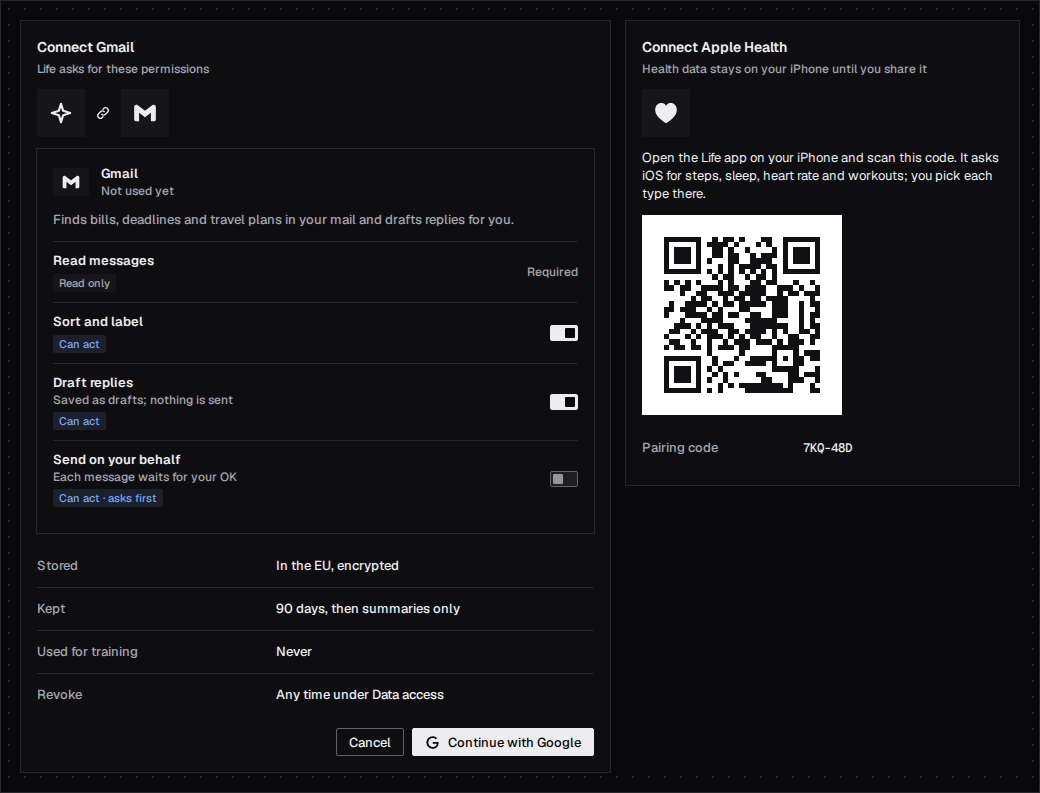 Connect Gmail
Life asks for these permissions
Gmail
Not used yet
Finds bills, deadlines and travel plans in your mail and drafts replies for you.
Read messages
Read only
Required
Sort and label
Can act
Draft replies
Saved as drafts; nothing is sent
Can act
Send on your behalf
Each message waits for your OK
Can act · asks first
Stored In the EU, encrypted
Kept 90 days, then summaries only
Used for training Never
Revoke Any time under Data access
Cancel
Continue with Google
Connect Apple Health
Health data stays on your iPhone until you share it
Open the Life app on your iPhone and scan this code. It asks
iOS for steps, sleep, heart rate and workouts; you pick each
type there.
Pairing code 7KQ-48D